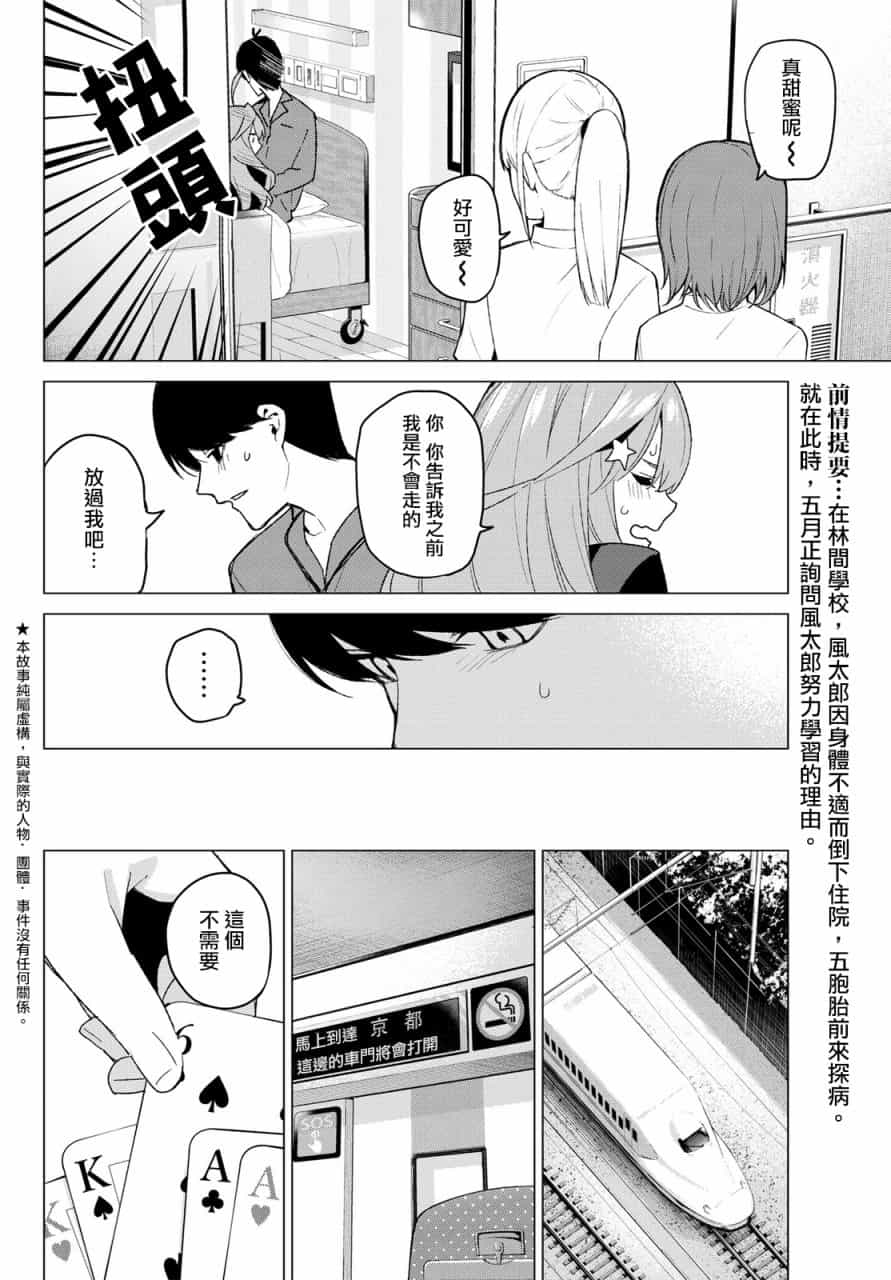 真甜蜜呢～
好可愛～
扭頭
消火器
前情提要…在林間學校，風太郎因身體不適而倒下住院，五胞胎前來探病。
就在此時，五月正詢問風太郎努力學習的理由。
你 你告訴我之前
我是不會走的
放過我吧…
……
★本故事純屬虛構，與實際的人物．團體．事件沒有任何關係。
馬上到達 京都
這邊的車門將會打開
SOS
這個
不需要
K
K
A
A